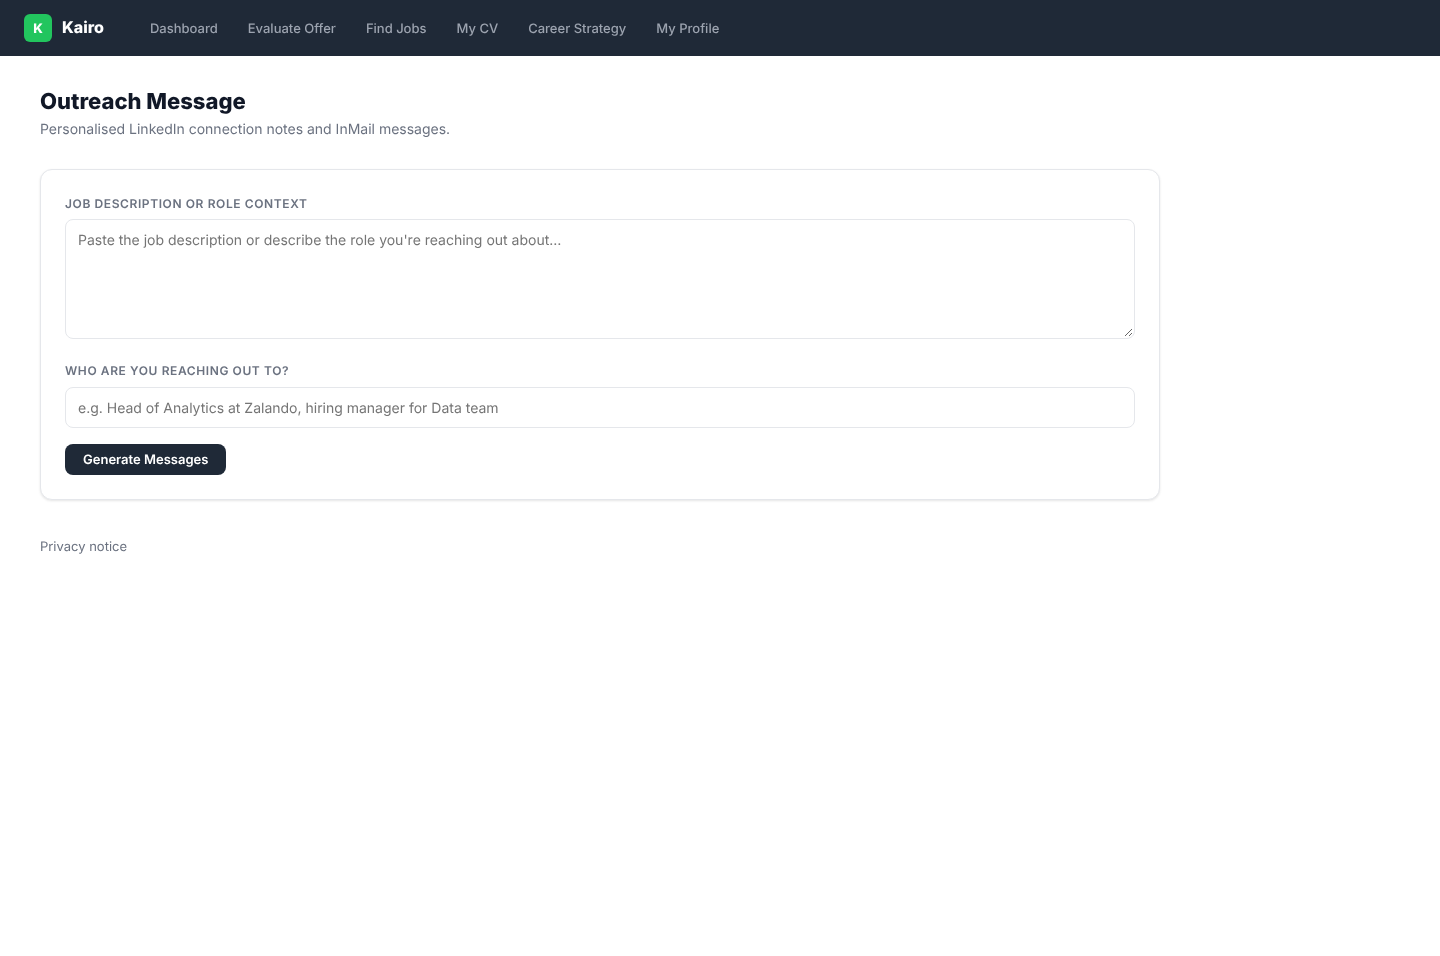 K Kairo Dashboard Evaluate Offer Find Jobs My CV Career Strategy My Profile
Outreach Message
Personalised LinkedIn connection notes and InMail messages.
JOB DESCRIPTION OR ROLE CONTEXT
Paste the job description or describe the role you're reaching out about...
WHO ARE YOU REACHING OUT TO?
e.g. Head of Analytics at Zalando, hiring manager for Data team
Generate Messages
Privacy notice